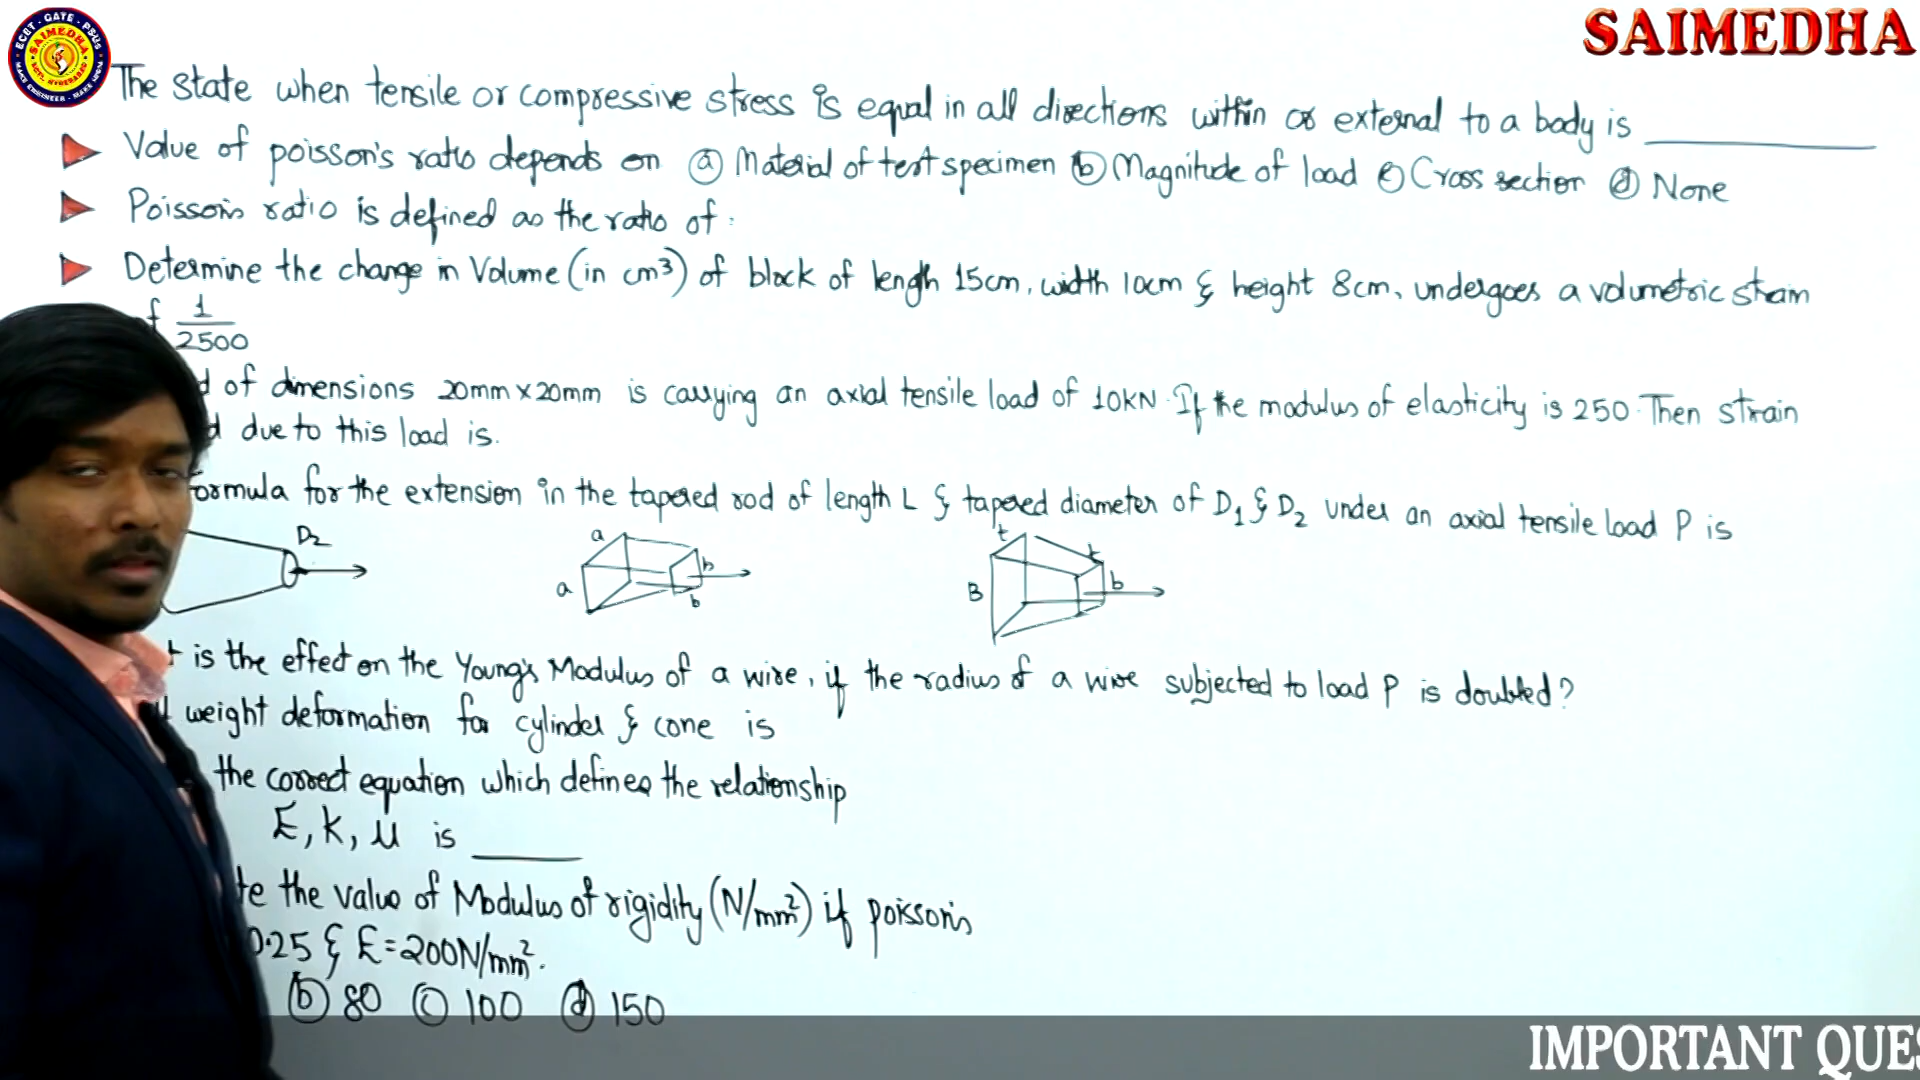 SAIMEDHA
ECET - GATE - PSUs
SAIMEDHA
The state when tensile or compressive stress is equal in all directions within or external to a body is ________
Value of poisson's ratio depends on ⓐ Material of test specimen ⓑ Magnitude of load ⓒ Cross section ⓓ None
Poisson's ratio is defined as the ratio of :
Determine the change in Volume (in cm³) of block of length 15cm, width 10cm & height 8cm, undergoes a volumetric strain
f 1/2500
d of dimensions 20mm x 20mm is carrying an axial tensile load of 10KN. If the modulus of elasticity is 250. Then strain
d due to this load is.
formula for the extension in the tapered rod of length L & tapered diameter of D1 & D2 under an axial tensile load P is
D2
a
a
b
b
t
t
B
b
t is the effect on the Young's Modulus of a wire, if the radius of a wire subjected to load P is doubled?
weight deformation for cylinder & cone is
the correct equation which defines the relationship
E, K, μ is ____
te the value of Modulus of rigidity (N/mm²) if poisson's
0.25 & E = 200N/mm².
ⓑ 80 ⓒ 100 ⓓ 150
IMPORTANT QUES